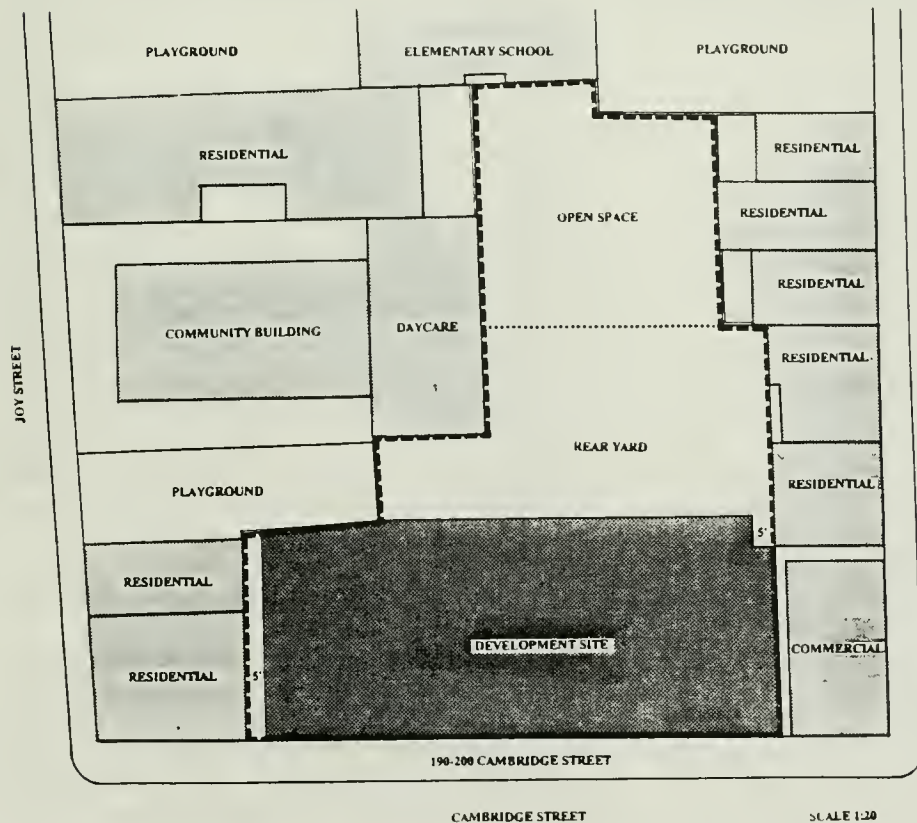 PLAYGROUND
ELEMENTARY SCHOOL
PLAYGROUND
RESIDENTIAL
RESIDENTIAL
OPEN SPACE
RESIDENTIAL
RESIDENTIAL
COMMUNITY BUILDING
DAYCARE
RESIDENTIAL
JOY STREET
REAR YARD
PLAYGROUND
RESIDENTIAL
5'
RESIDENTIAL
DEVELOPMENT SITE
COMMERCIAL
RESIDENTIAL
5'
190-200 CAMBRIDGE STREET
CAMBRIDGE STREET
SCALE 1:20